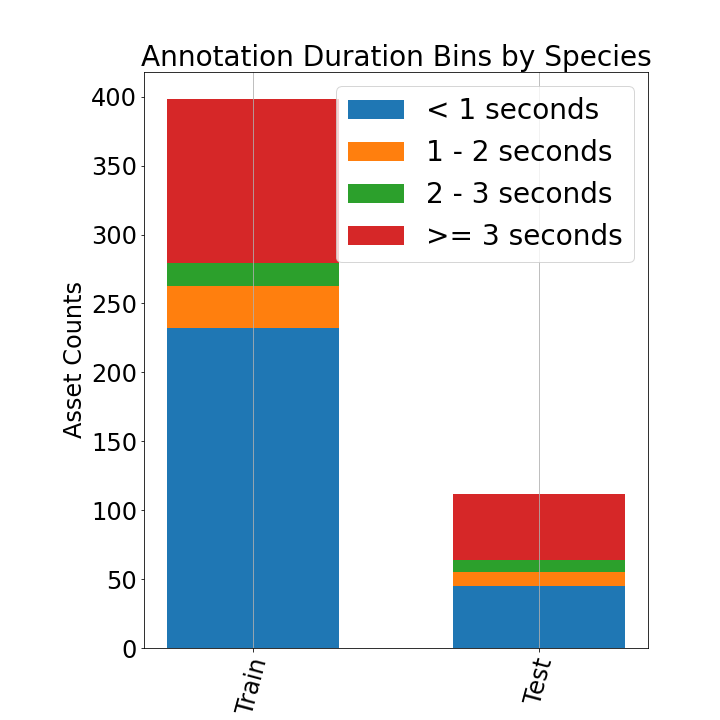 Annotation Duration Bins by Species
< 1 seconds
1 - 2 seconds
2 - 3 seconds
>= 3 seconds
Asset Counts
400
350
300
250
200
150
100
50
0
Train
Test